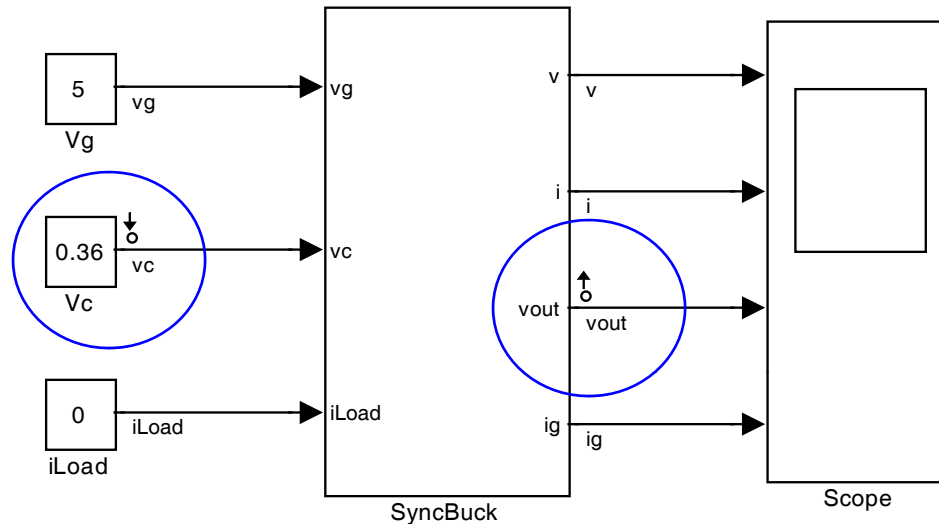 5
vg
Vg
0.36
vc
Vc
0
iLoad
iLoad
vg
vc
iLoad
v
i
vout
ig
SyncBuck
v
i
vout
ig
Scope